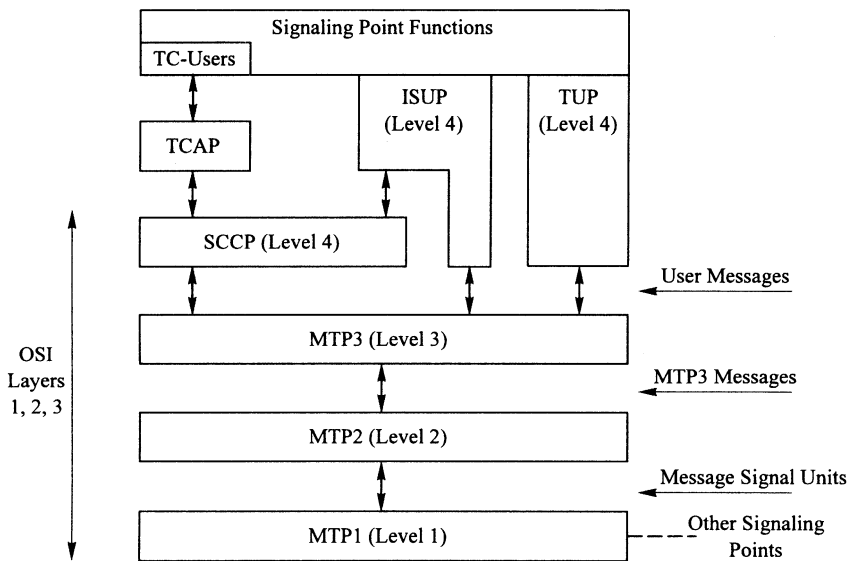 Signaling Point Functions
TC-Users
ISUP
(Level 4)
TUP
(Level 4)
TCAP
SCCP (Level 4)
User Messages
MTP3 (Level 3)
OSI
Layers
1, 2, 3
MTP3 Messages
MTP2 (Level 2)
Message Signal Units
MTP1 (Level 1)
Other Signaling
Points